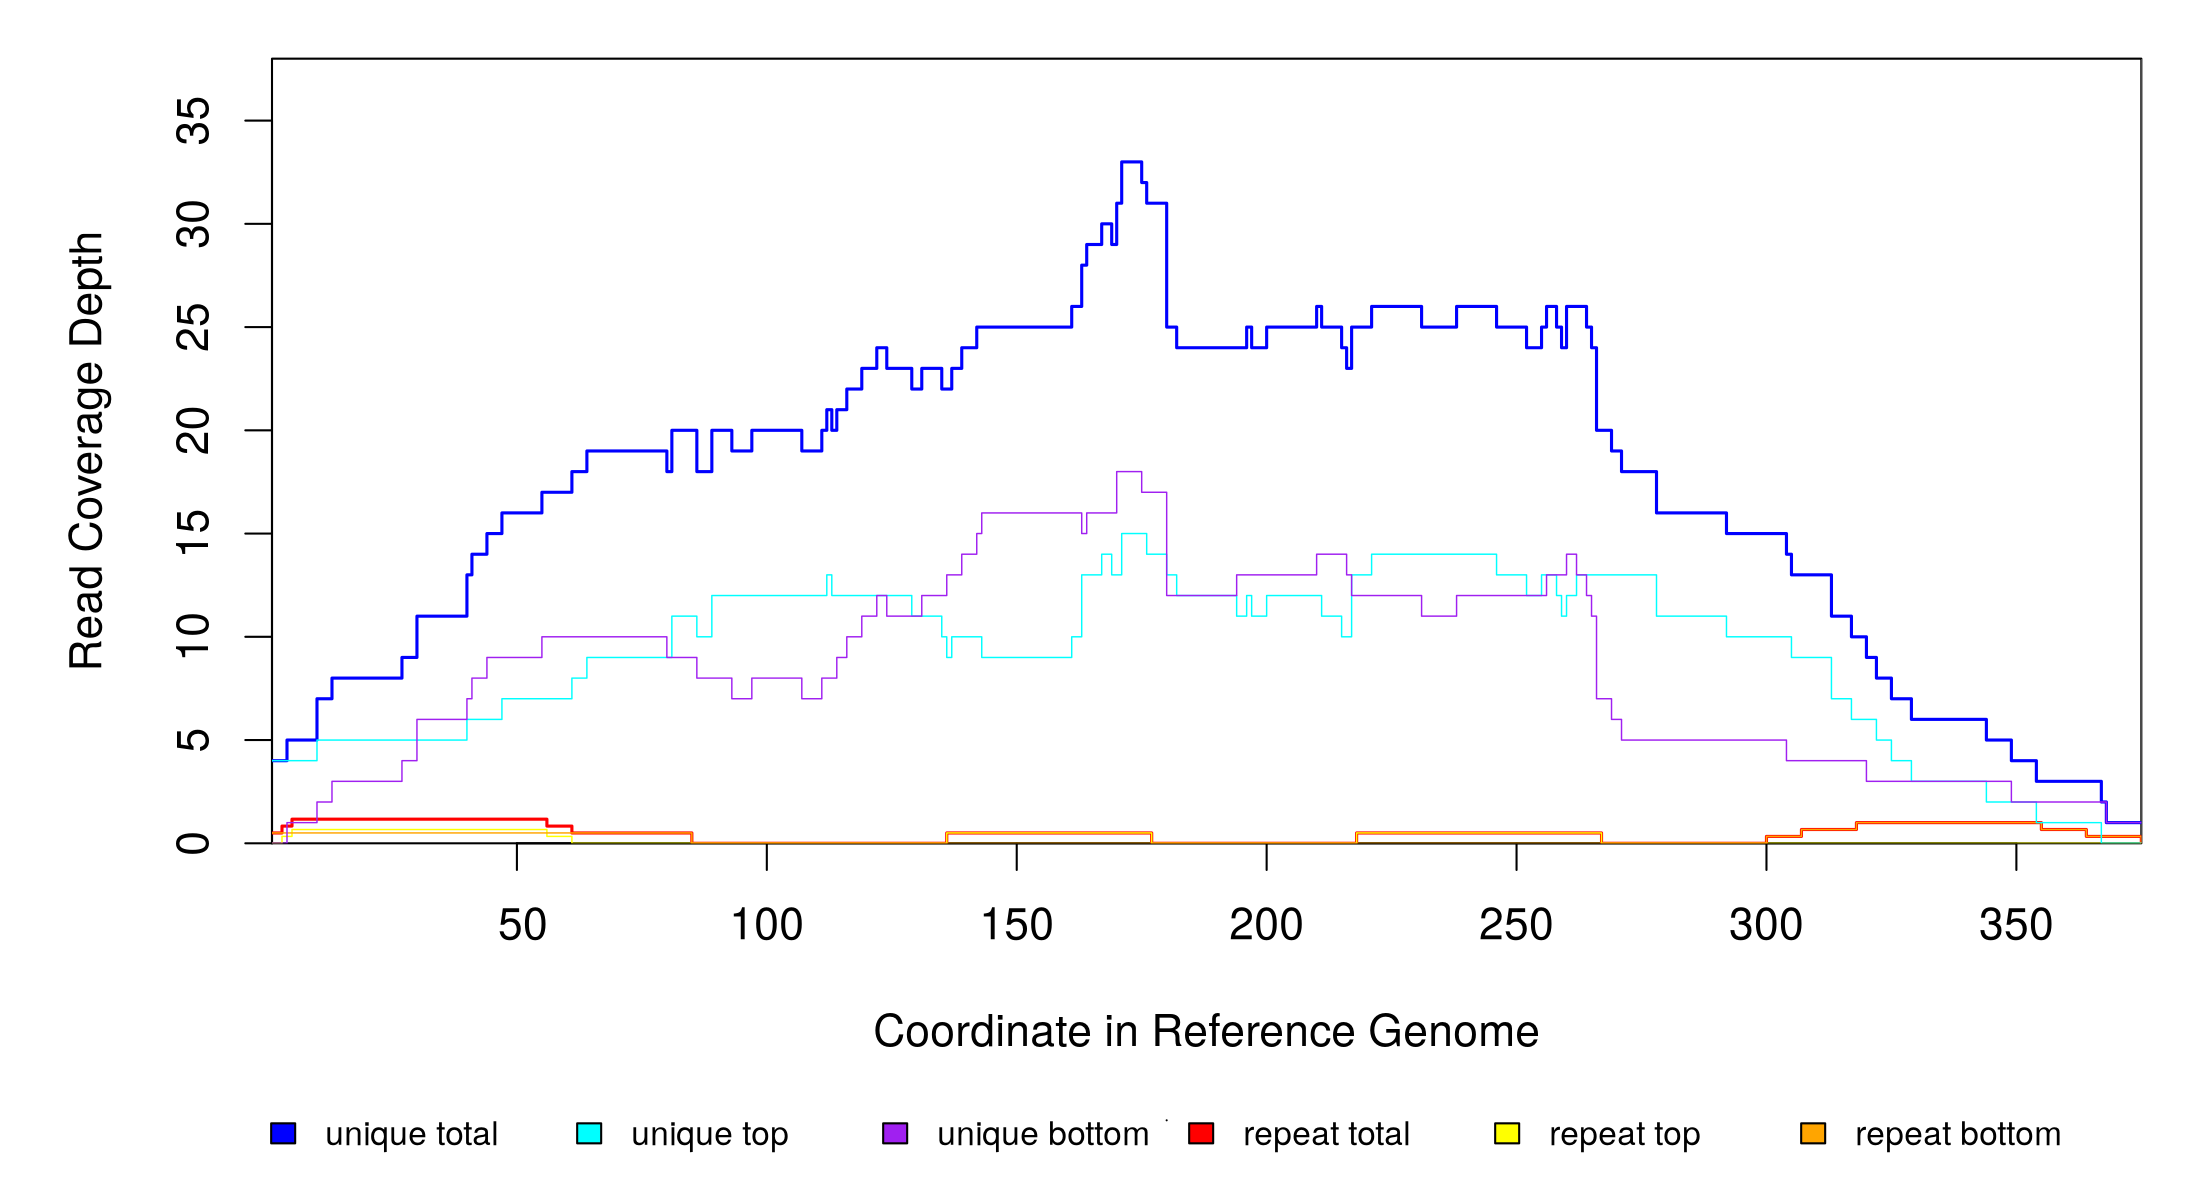 Read Coverage Depth
35
30
25
20
15
10
5
0
50 100 150 200 250 300 350
Coordinate in Reference Genome
unique total unique top unique bottom repeat total repeat top repeat bottom